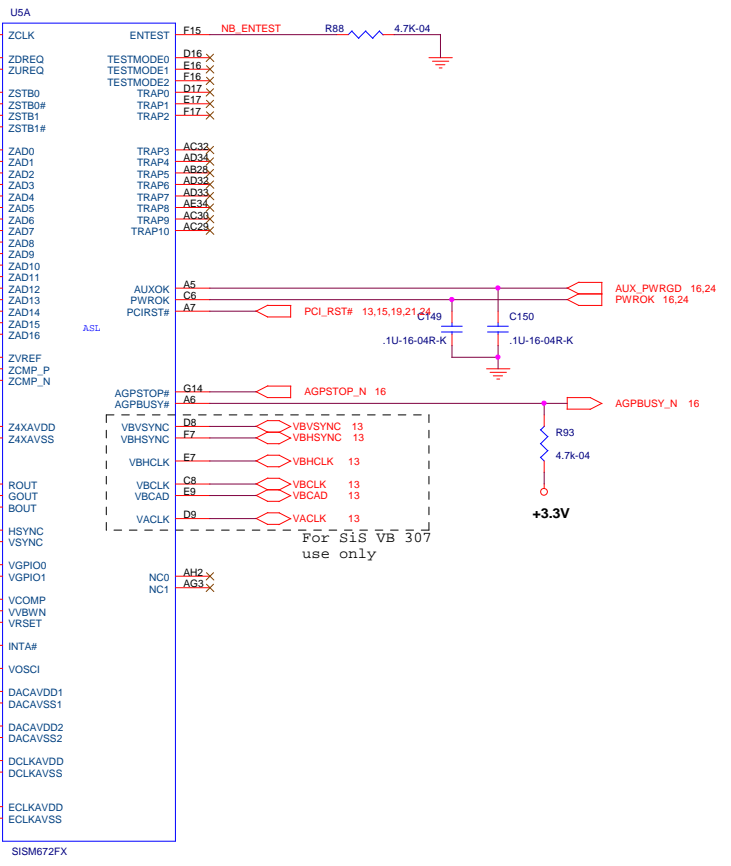 U5A
ZCLK ENTEST F15 NB_ENTEST R88 4.7K-04
ZDREQ TESTMODE0 D16
ZUREQ TESTMODE1 E16
TESTMODE2 F16
ZSTB0 TRAP0 D17
ZSTB0# TRAP1 E17
ZSTB1 TRAP2 F17
ZSTB1#
ZAD0 TRAP3 AC32
ZAD1 TRAP4 AD34
ZAD2 TRAP5 AB28
ZAD3 TRAP6 AD32
ZAD4 TRAP7 AD33
ZAD5 TRAP8 AE34
ZAD6 TRAP9 AC30
ZAD7 TRAP10 AC29
ZAD8
ZAD9
ZAD10
ZAD11
ZAD12 AUXOK A5 AUX_PWRGD 16,24
ZAD13 PWROK C6 PWROK 16,24
ZAD14 PCIRST# A7 PCI_RST# 13,15,19,21,24
ZAD15 C149 C150
ZAD16 ASL
.1U-16-04R-K .1U-16-04R-K
ZVREF
ZCMP_P
ZCMP_N
AGPSTOP# G14 AGPSTOP_N 16
AGPBUSY# A6 AGPBUSY_N 16
Z4XAVDD VBVSYNC D8 VBVSYNC 13
Z4XAVSS VBHSYNC F7 VBHSYNC 13
R93
4.7k-04
VBHCLK E7 VBHCLK 13
ROUT VBCLK C8 VBCLK 13
GOUT VBCAD E9 VBCAD 13
BOUT
VACLK D9 VACLK 13
+3.3V
HSYNC
VSYNC
For SiS VB 307
use only
VGPIO0
VGPIO1 NC0 AH2
NC1 AG3
VCOMP
VVBWN
VRSET
INTA#
VOSCI
DACAVDD1
DACAVSS1
DACAVDD2
DACAVSS2
DCLKAVDD
DCLKAVSS
ECLKAVDD
ECLKAVSS
SISM672FX